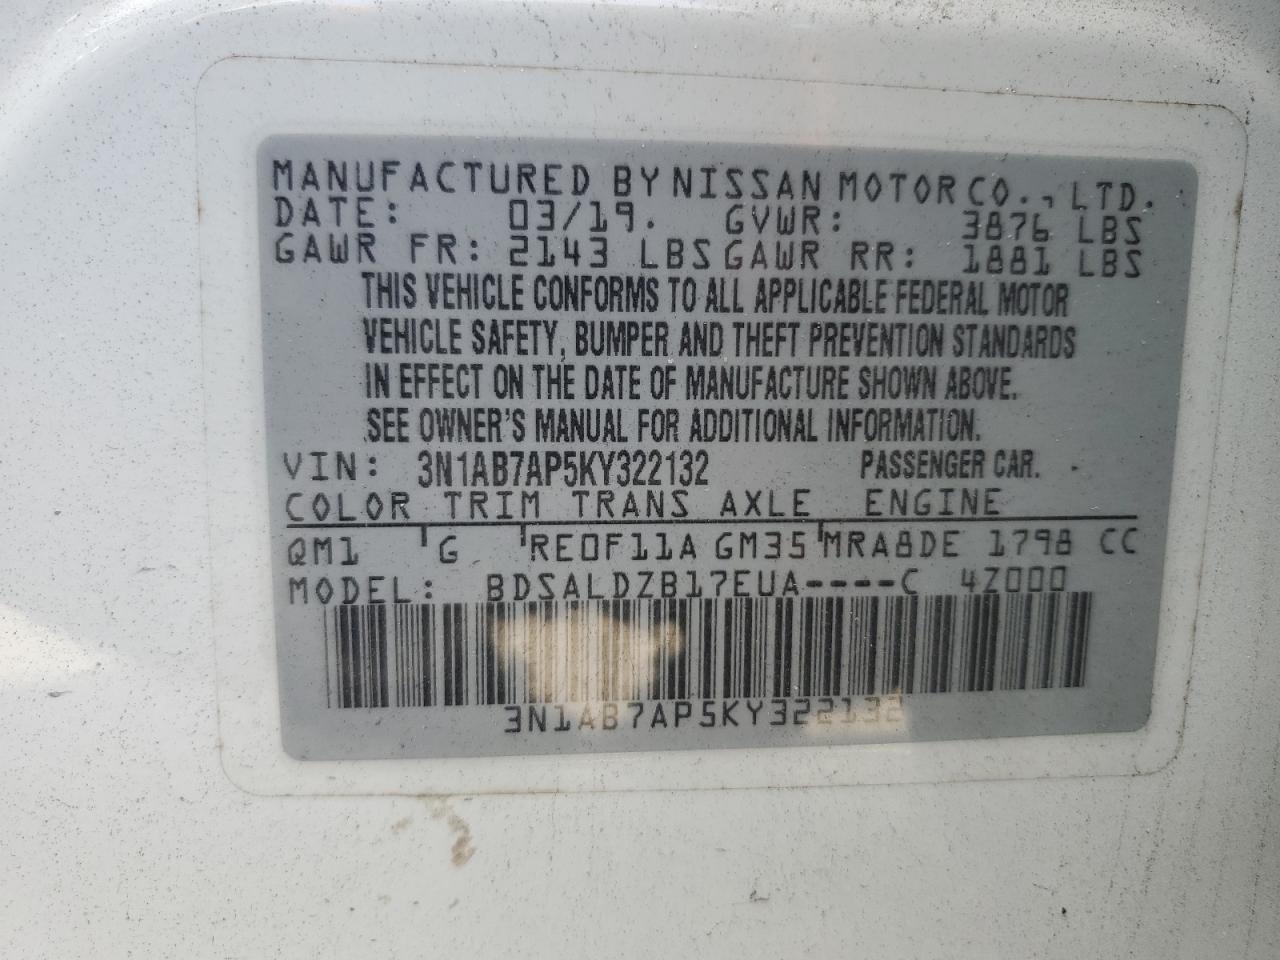 MANUFACTURED BY NISSAN MOTOR CO., LTD.
DATE: 03/19. GVWR: 3876 LBS
GAWR FR: 2143 LBS GAWR RR: 1881 LBS
THIS VEHICLE CONFORMS TO ALL APPLICABLE FEDERAL MOTOR
VEHICLE SAFETY, BUMPER AND THEFT PREVENTION STANDARDS
IN EFFECT ON THE DATE OF MANUFACTURE SHOWN ABOVE.
SEE OWNER'S MANUAL FOR ADDITIONAL INFORMATION.
VIN: 3N1AB7AP5KY322132 PASSENGER CAR.
COLOR TRIM TRANS AXLE ENGINE
QM1 G RE0F11A GM35 MRA8DE 1798 CC
MODEL: BDSALDZB17EUA----C 4Z000
3N1AB7AP5KY322132